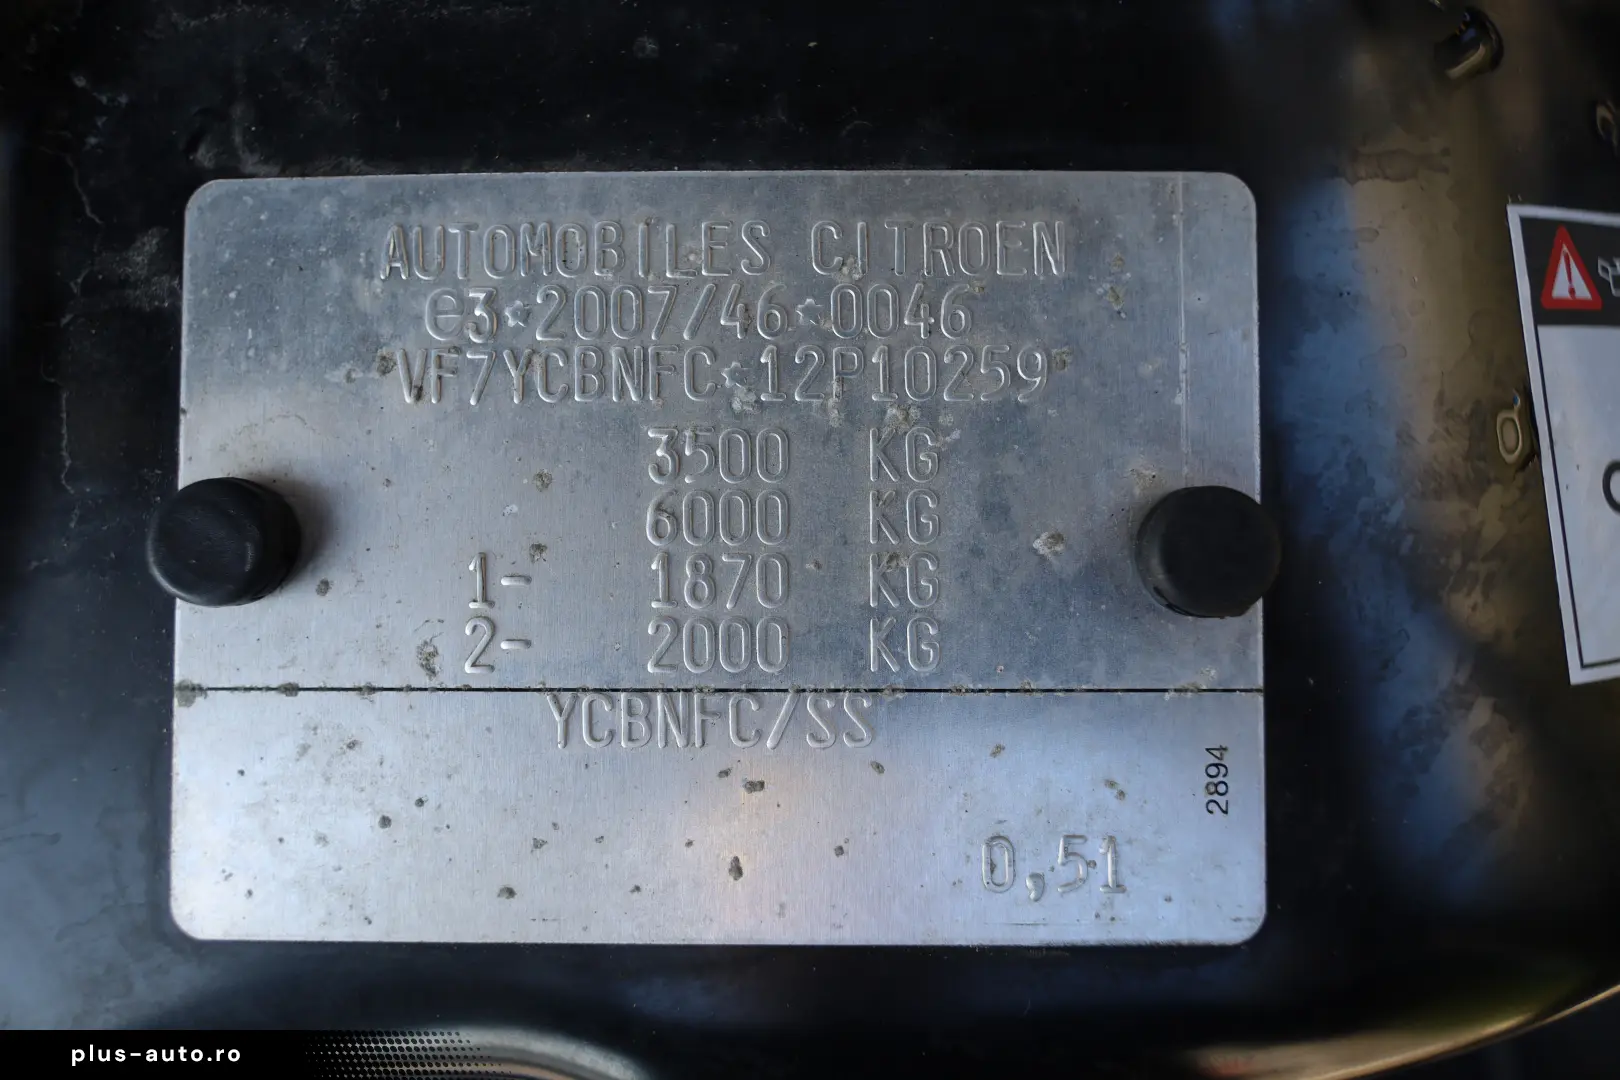 AUTOMOBILES CITROEN
e3*2007/46*0046
VF7YCBNFC*12P10259
3500 KG
6000 KG
1- 1870 KG
2- 2000 KG
YCBNFC/SS
2894
0,51
plus-auto.ro